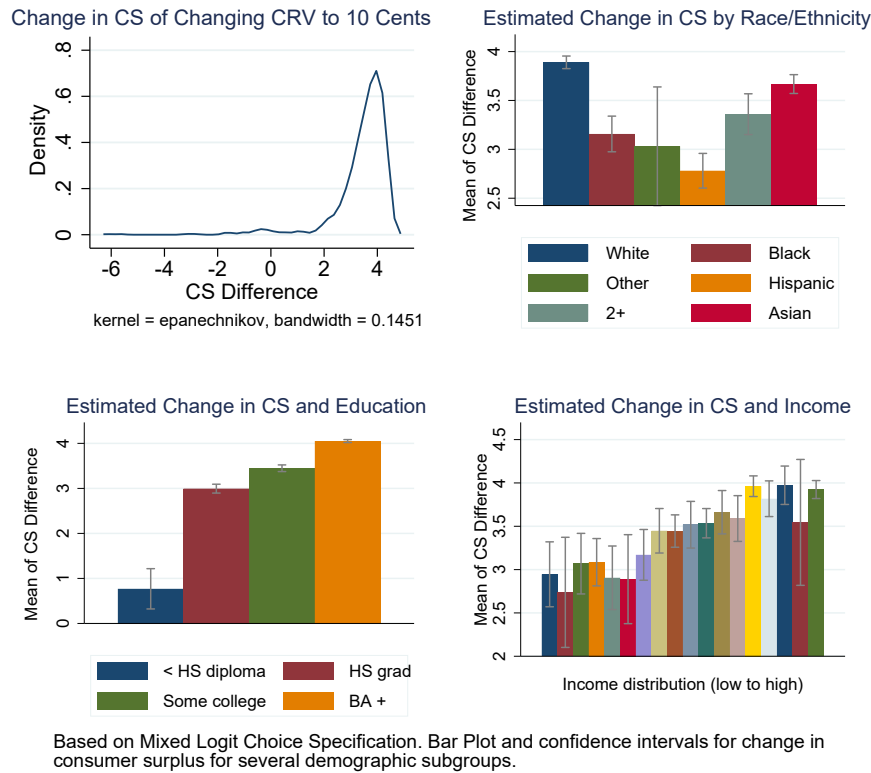 Change in CS of Changing CRV to 10 Cents
Density
0 .2 .4 .6 .8
-6 -4 -2 0 2 4
CS Difference
kernel = epanechnikov, bandwidth = 0.1451
Estimated Change in CS by Race/Ethnicity
Mean of CS Difference
2.5 3 3.5 4
White Black
Other Hispanic
2+ Asian
Estimated Change in CS and Education
Mean of CS Difference
0 1 2 3 4
< HS diploma HS grad
Some college BA +
Estimated Change in CS and Income
Mean of CS Difference
2 2.5 3 3.5 4 4.5
Income distribution (low to high)
Based on Mixed Logit Choice Specification. Bar Plot and confidence intervals for change in
consumer surplus for several demographic subgroups.